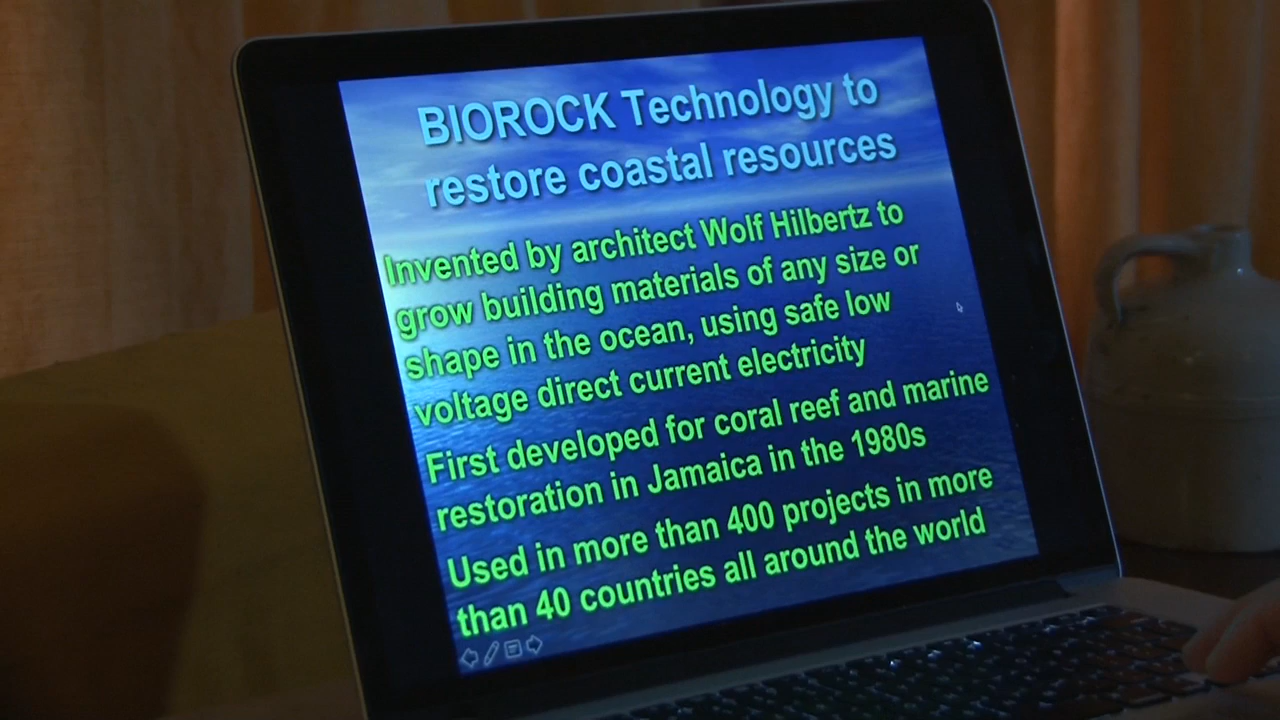 BIOROCK Technology to
restore coastal resources
Invented by architect Wolf Hilbertz to
grow building materials of any size or
shape in the ocean, using safe low
voltage direct current electricity
First developed for coral reef and marine
restoration in Jamaica in the 1980s
Used in more than 400 projects in more
than 40 countries all around the world